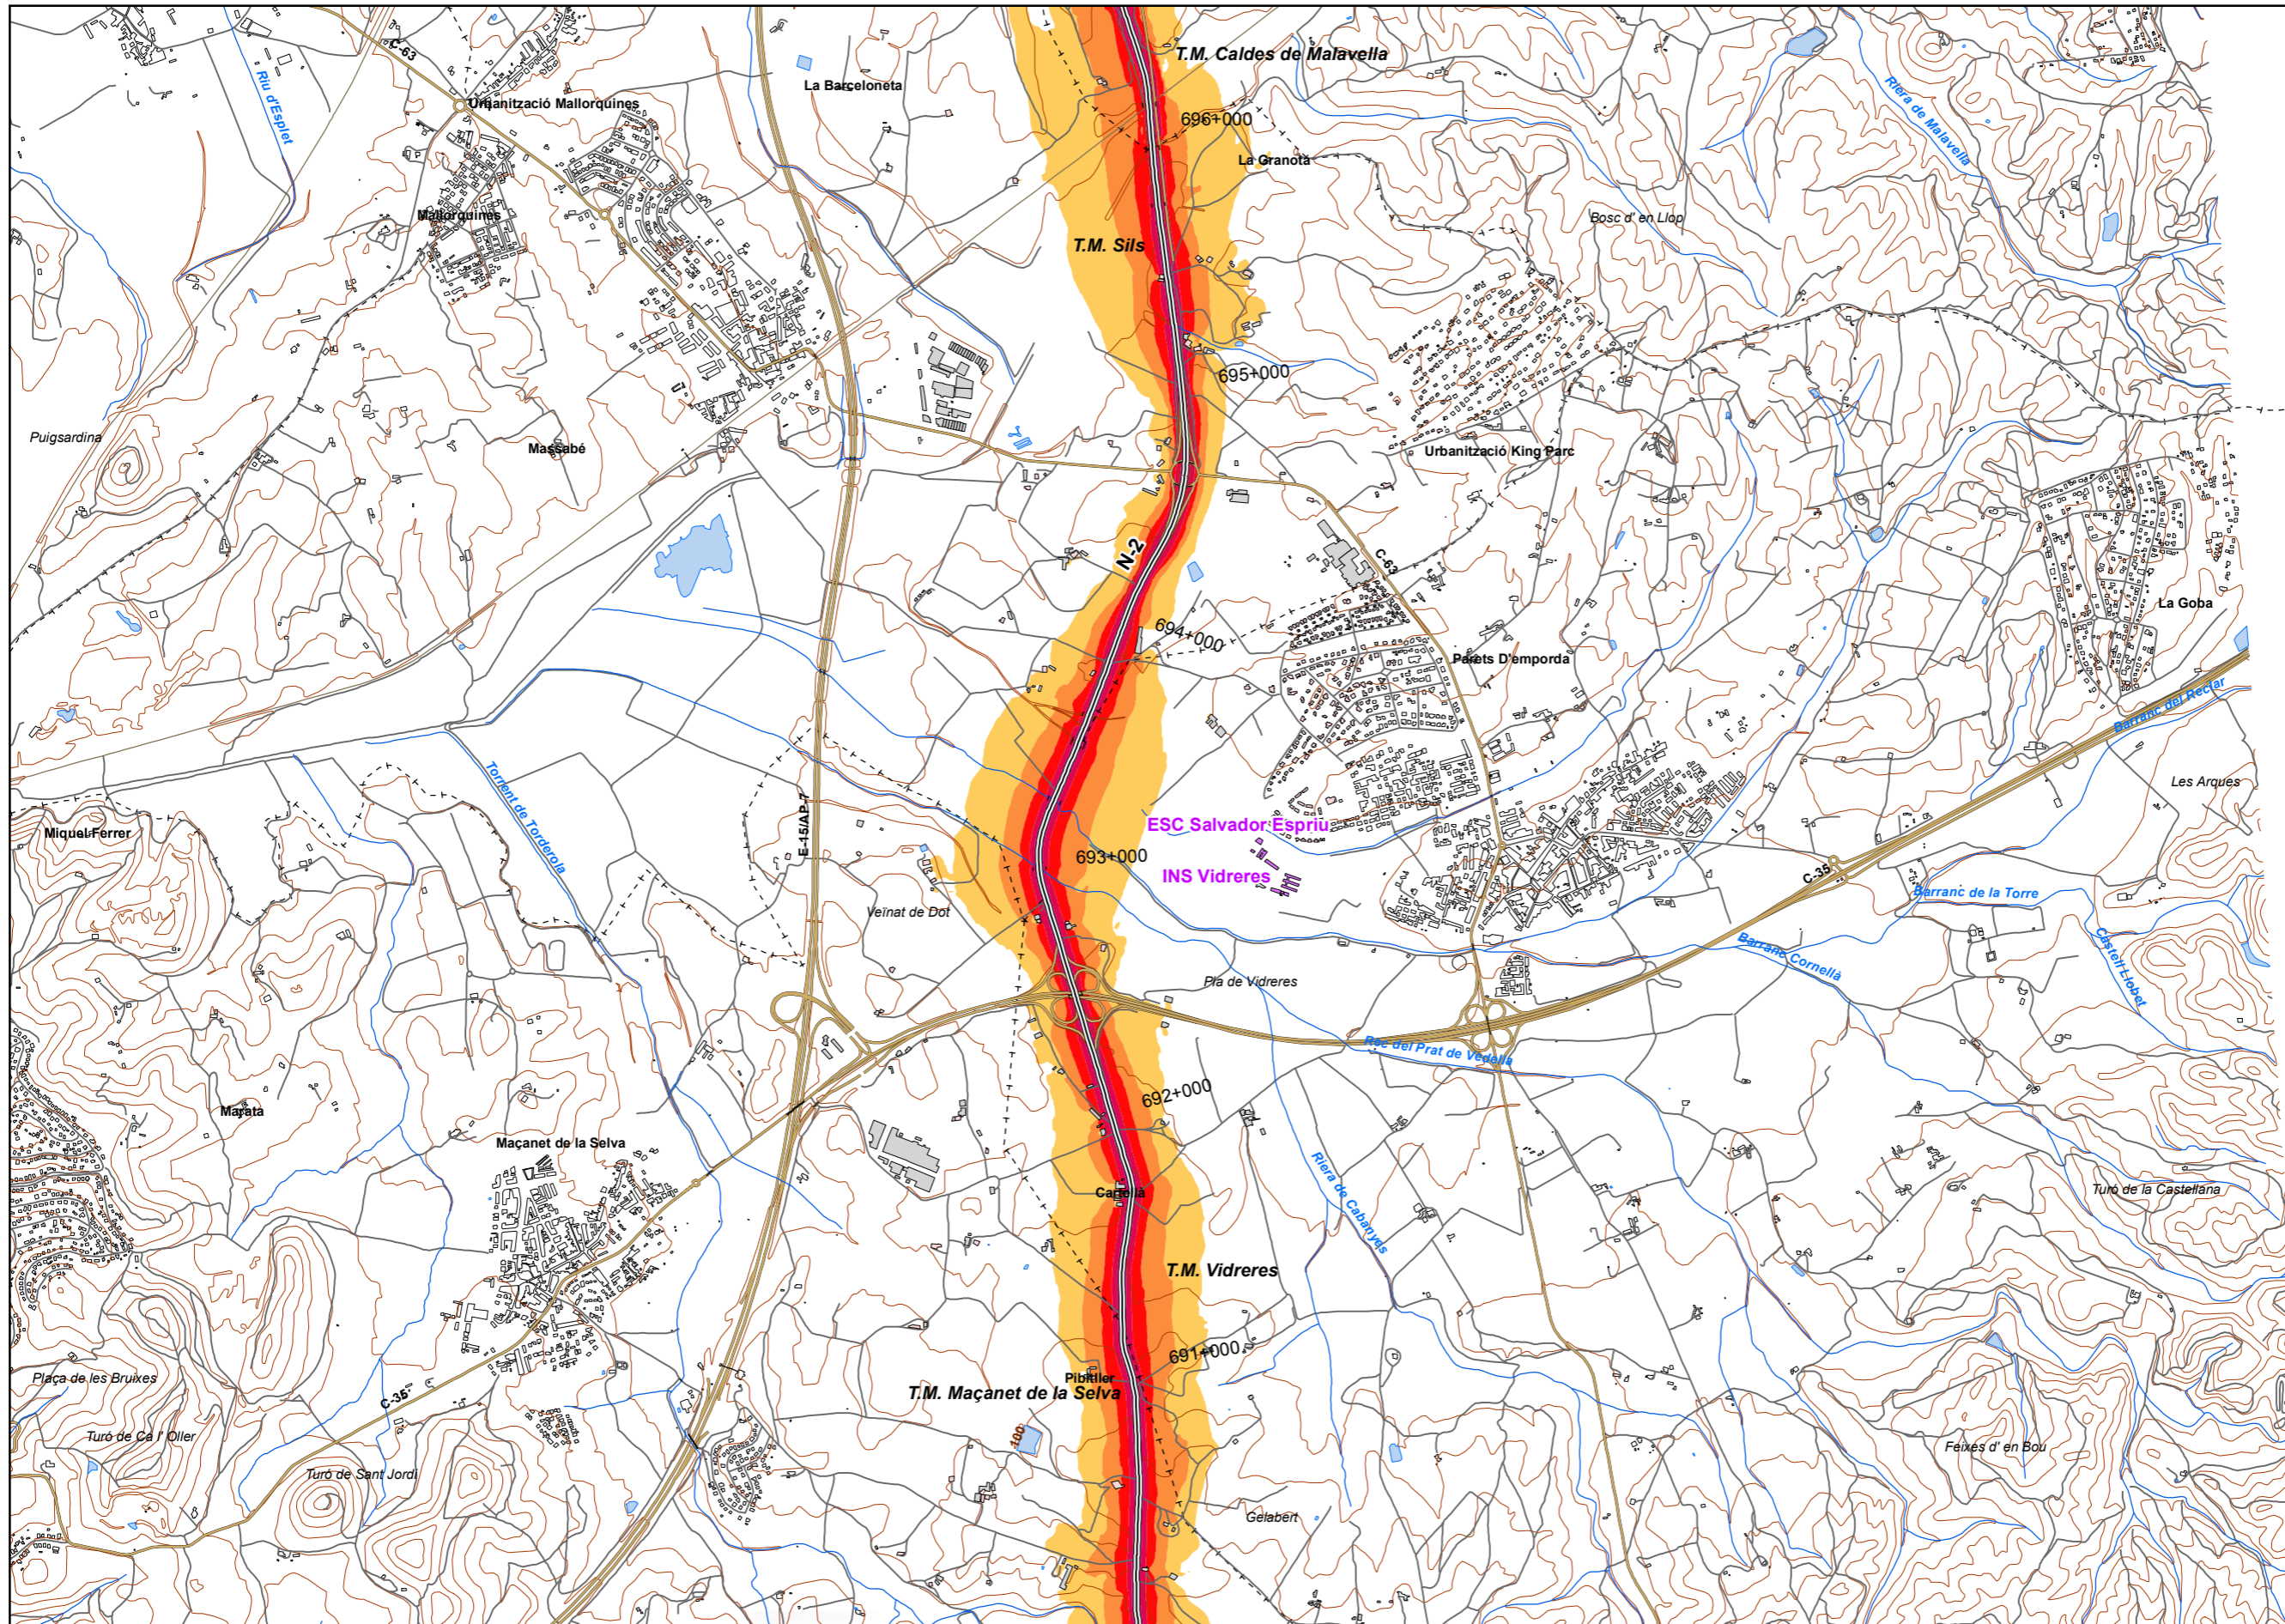 T.M. Caldes de Malavella
C-63
Riu d'Esplet
La Barceloneta
Urbanització Mallorquines
696+000
Riera de Malavella
La Granota
Mallorquines
Bosc d' en Llop
T.M. Sils
695+000
Puigsardina
Massabé
Urbanització King Parc
N-2
C-63
La Goba
694+000
Parets D'emporda
Barranc del Rectar
Torrent de Torderola
Les Arques
E-15/AP-7
ESC Salvador Espriu
Miquel Ferrer
693+000
INS Vidreres
C-35
Barranc de la Torre
Veïnat de Dot
Barranc Cornellà
Castell Llobet
Pla de Vidreres
Rec del Prat de Vedella
692+000
Marata
Maçanet de la Selva
Cartellà
Riera de Cabanyes
Turó de la Castellana
T.M. Vidreres
691+000
Plaça de les Bruixes
Pibitller
T.M. Maçanet de la Selva
C-35
Turó de Ca l' Oller
100
Feixes d' en Bou
Turó de Sant Jordi
Gelabert